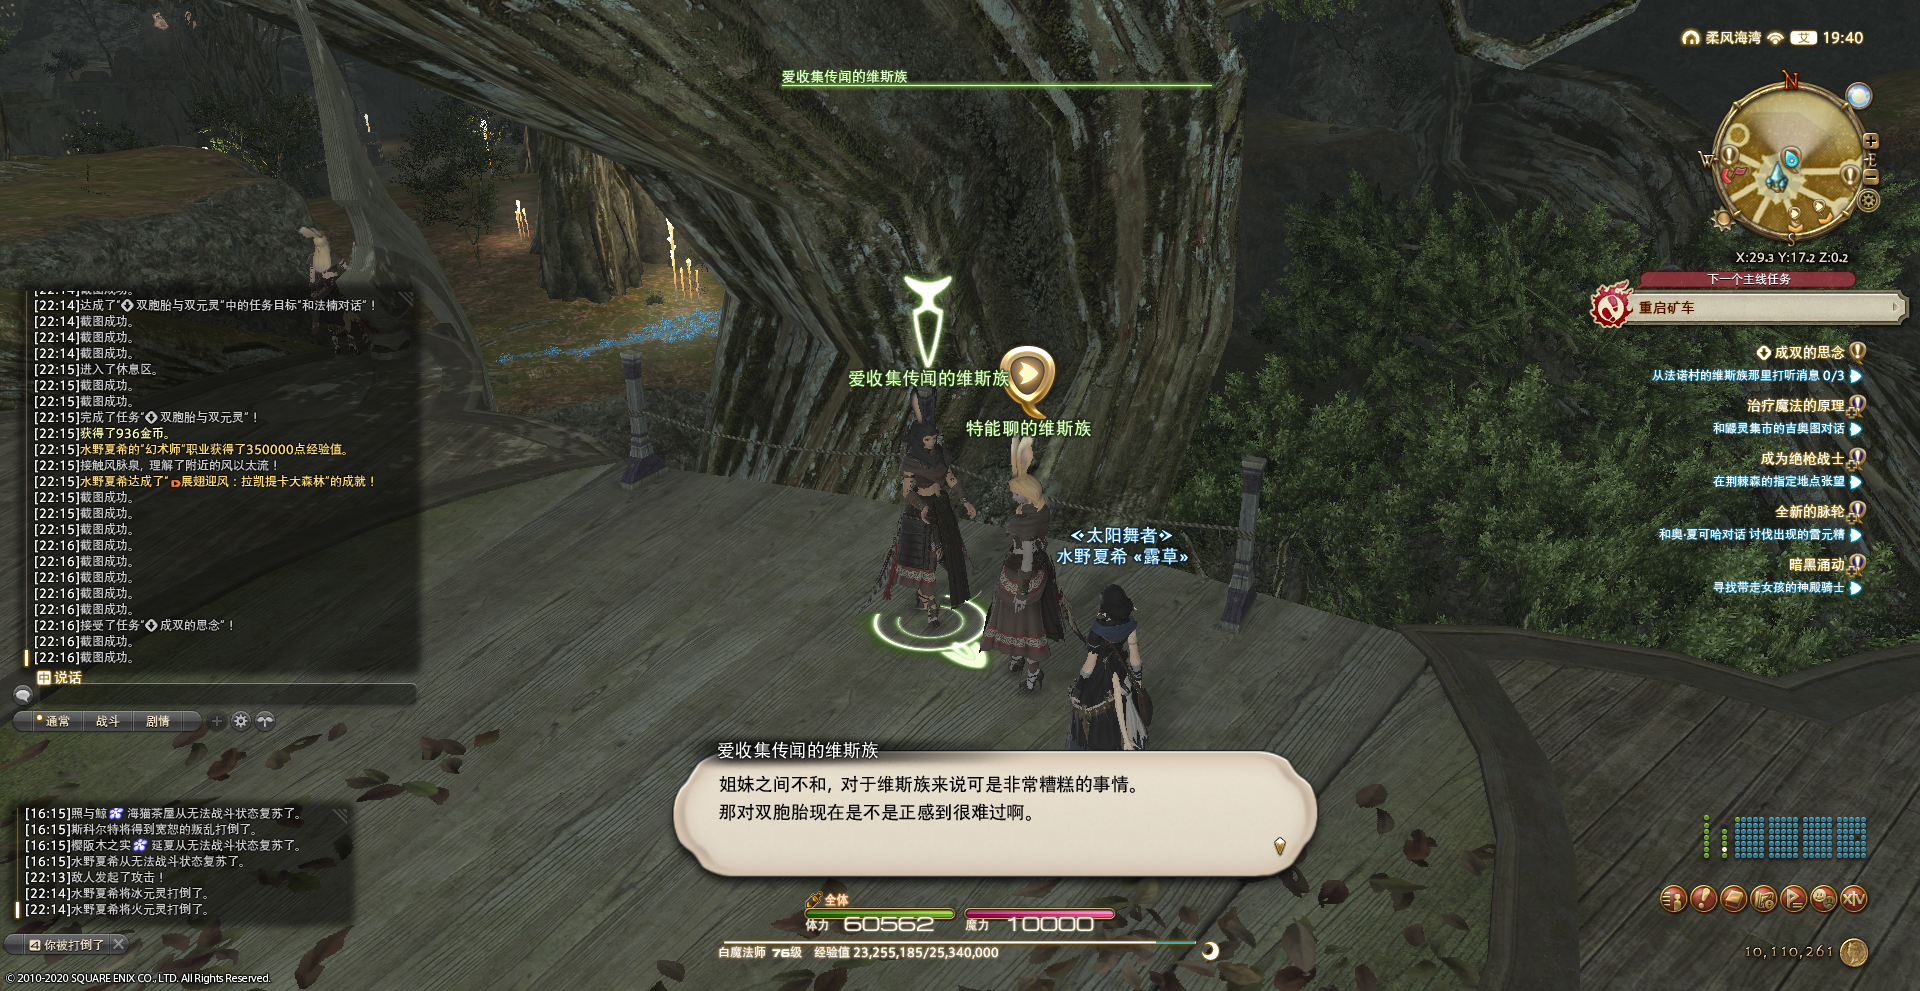 爱收集传闻的维斯族
柔风海湾 艾 19:40
N
W
E
S
X:29.3 Y:17.2 Z:0.2
下一个主线任务
重启矿车
成双的思念
从法诺村的维斯族那里打听消息 0/3
治疗魔法的原理
和鼹灵集市的吉奥图对话
成为绝枪战士
在荆棘森的指定地点张望
全新的脉轮
和奥·夏可哈对话 讨伐出现的雷元精
暗黑涌动
寻找带走女孩的神殿骑士
爱收集传闻的维斯族
特能聊的维斯族
太阳舞者
水野夏希 «露草»
[22:14]截图成功。
[22:14]达成了“双胞胎与双元灵”中的任务目标“和法楠对话”！
[22:14]截图成功。
[22:14]截图成功。
[22:14]截图成功。
[22:15]进入了休息区。
[22:15]截图成功。
[22:15]截图成功。
[22:15]完成了任务“双胞胎与双元灵”！
[22:15]获得了936金币。
[22:15]水野夏希的“幻术师”职业获得了350000点经验值。
[22:15]接触风脉泉，理解了附近的风以太流！
[22:15]水野夏希达成了“展翅迎风：拉凯提卡大森林”的成就！
[22:15]截图成功。
[22:15]截图成功。
[22:15]截图成功。
[22:16]截图成功。
[22:16]截图成功。
[22:16]截图成功。
[22:16]截图成功。
[22:16]截图成功。
[22:16]接受了任务“成双的思念”！
[22:16]截图成功。
[22:16]截图成功。
说话
通常 战斗 剧情
[16:15]照与鲸 海猫茶屋从无法战斗状态复苏了。
[16:15]斯科尔特将得到宽恕的叛乱打倒了。
[16:15]樱阪木之实 延夏从无法战斗状态复苏了。
[16:15]水野夏希从无法战斗状态复苏了。
[22:13]敌人发起了攻击！
[22:14]水野夏希将冰元灵打倒了。
[22:14]水野夏希将火元灵打倒了。
4 你被打倒了
© 2010-2020 SQUARE ENIX CO., LTD. All Rights Reserved.
爱收集传闻的维斯族
姐妹之间不和，对于维斯族来说可是非常糟糕的事情。
那对双胞胎现在是不是正感到很难过啊。
全体
体力 60562 魔力 10000
白魔法师 76级 经验值 23,255,185/25,340,000
XIV
10,110,261